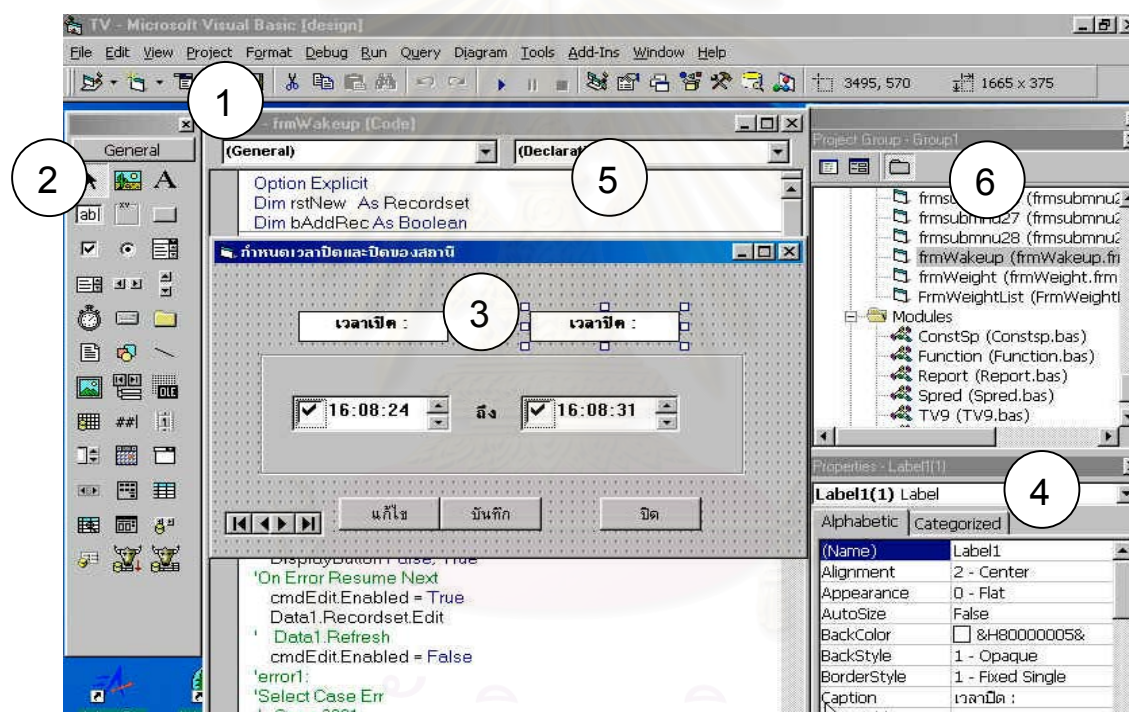 TV - Microsoft Visual Basic [design]
File Edit View Project Format Debug Run Query Diagram Tools Add-Ins Window Help
3495, 570
1665 x 375
1
- frmWakeup (Code)
Project Group - Group1
General
(General)
2
5
6
A
Option Explicit
Dim rstNew As Recordset
Dim bAddRec As Boolean
frmsubmnu27 (frmsubmnu2
frmsubmnu28 (frmsubmnu2
frmWakeup (frmWakeup.frn
frmWeight (frmWeight.frm
FrmWeightList (FrmWeightl
Modules
ConstSp (Constsp.bas)
Function (Function.bas)
Report (Report.bas)
Spred (Spred.bas)
TV9 (TV9.bas)
abl
XV
OLE
##|
1
กำหนดเวลาปิดและปิดของสถานี
เวลาเปิด :
3
เวลาปิด :
16:08:24
ถึง
16:08:31
แก้ไข
บันทึก
ปิด
Properties - Label1(1)
Label1(1) Label
4
Alphabetic
Categorized
(Name) Label1
Alignment 2 - Center
Appearance 0 - Flat
AutoSize False
BackColor &H80000005&
BackStyle 1 - Opaque
BorderStyle 1 - Fixed Single
Caption เวลาปิด :
DisplayButton False, True
'On Error Resume Next
cmdEdit.Enabled = True
Data1.Recordset.Edit
' Data1.Refresh
cmdEdit.Enabled = False
'error1:
'Select Case Err